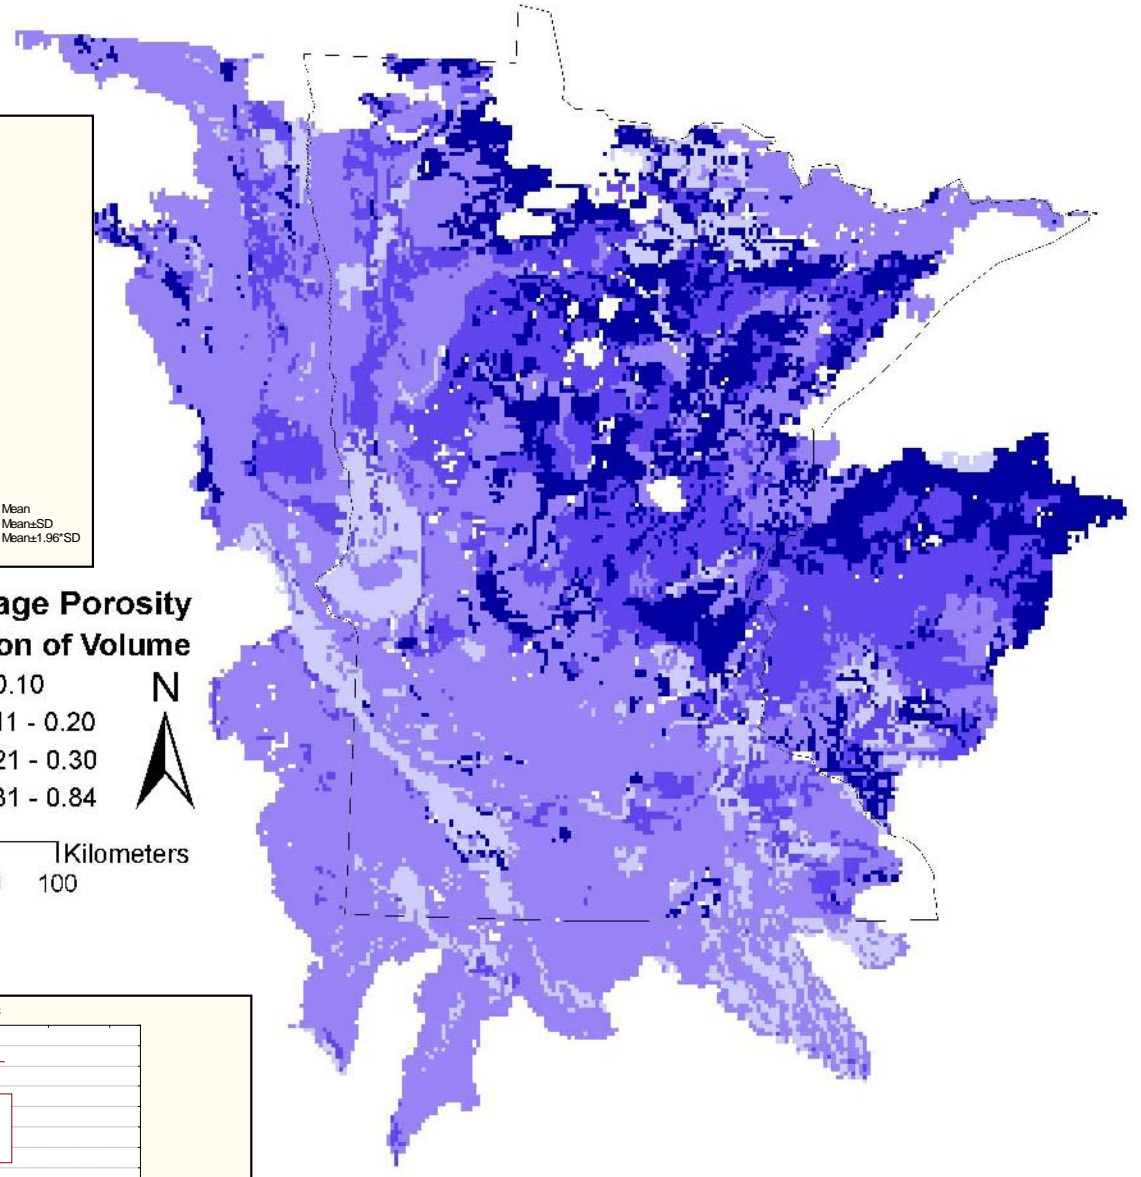 Mean
Mean±SD
Mean±1.96*SD
age Porosity
on of Volume
0.10
11 - 0.20
21 - 0.30
31 - 0.84
N
Kilometers
100